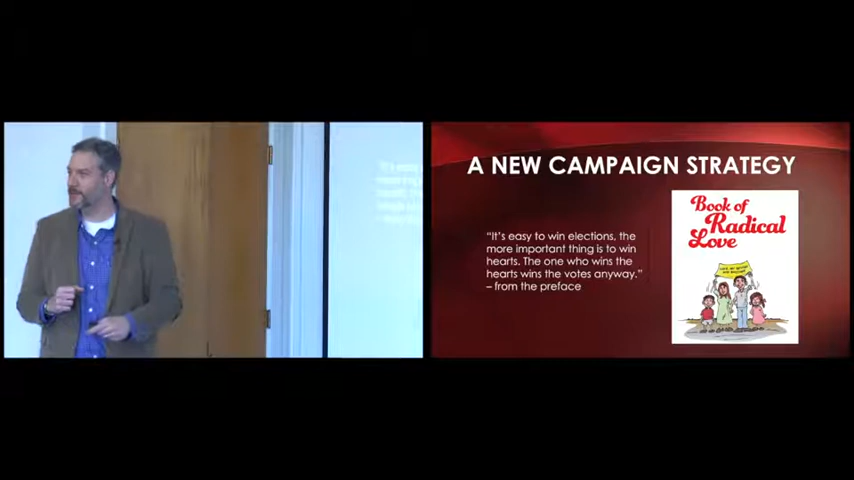 A NEW CAMPAIGN STRATEGY
"It's easy to win elections, the
more important thing is to win
hearts. The one who wins the
hearts wins the votes anyway."
– from the preface
Book of
Radical
Love